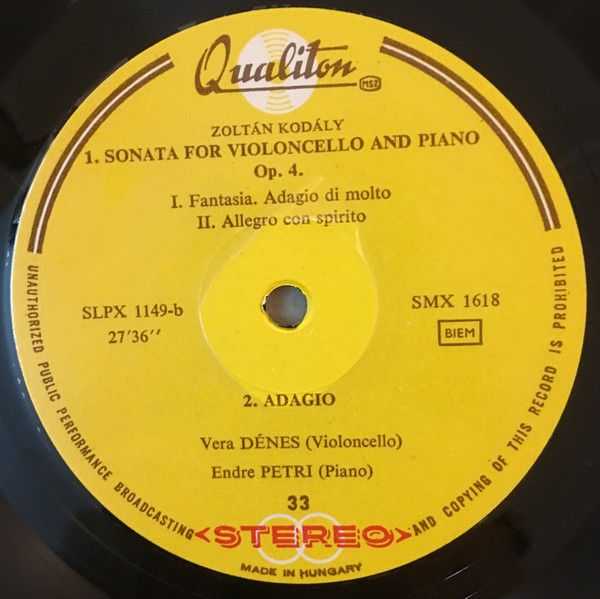 Qualiton
MSZ
ZOLTÁN KODÁLY
1. SONATA FOR VIOLONCELLO AND PIANO
Op. 4.
I. Fantasia. Adagio di molto
II. Allegro con spirito
SLPX 1149-b
27'36''
SMX 1618
BIEM
2. ADAGIO
Vera DÉNES (Violoncello)
Endre PETRI (Piano)
33
STEREO
MADE IN HUNGARY
UNAUTHORIZED PUBLIC PERFORMANCE BROADCASTING AND COPYING OF THIS RECORD IS PROHIBITED